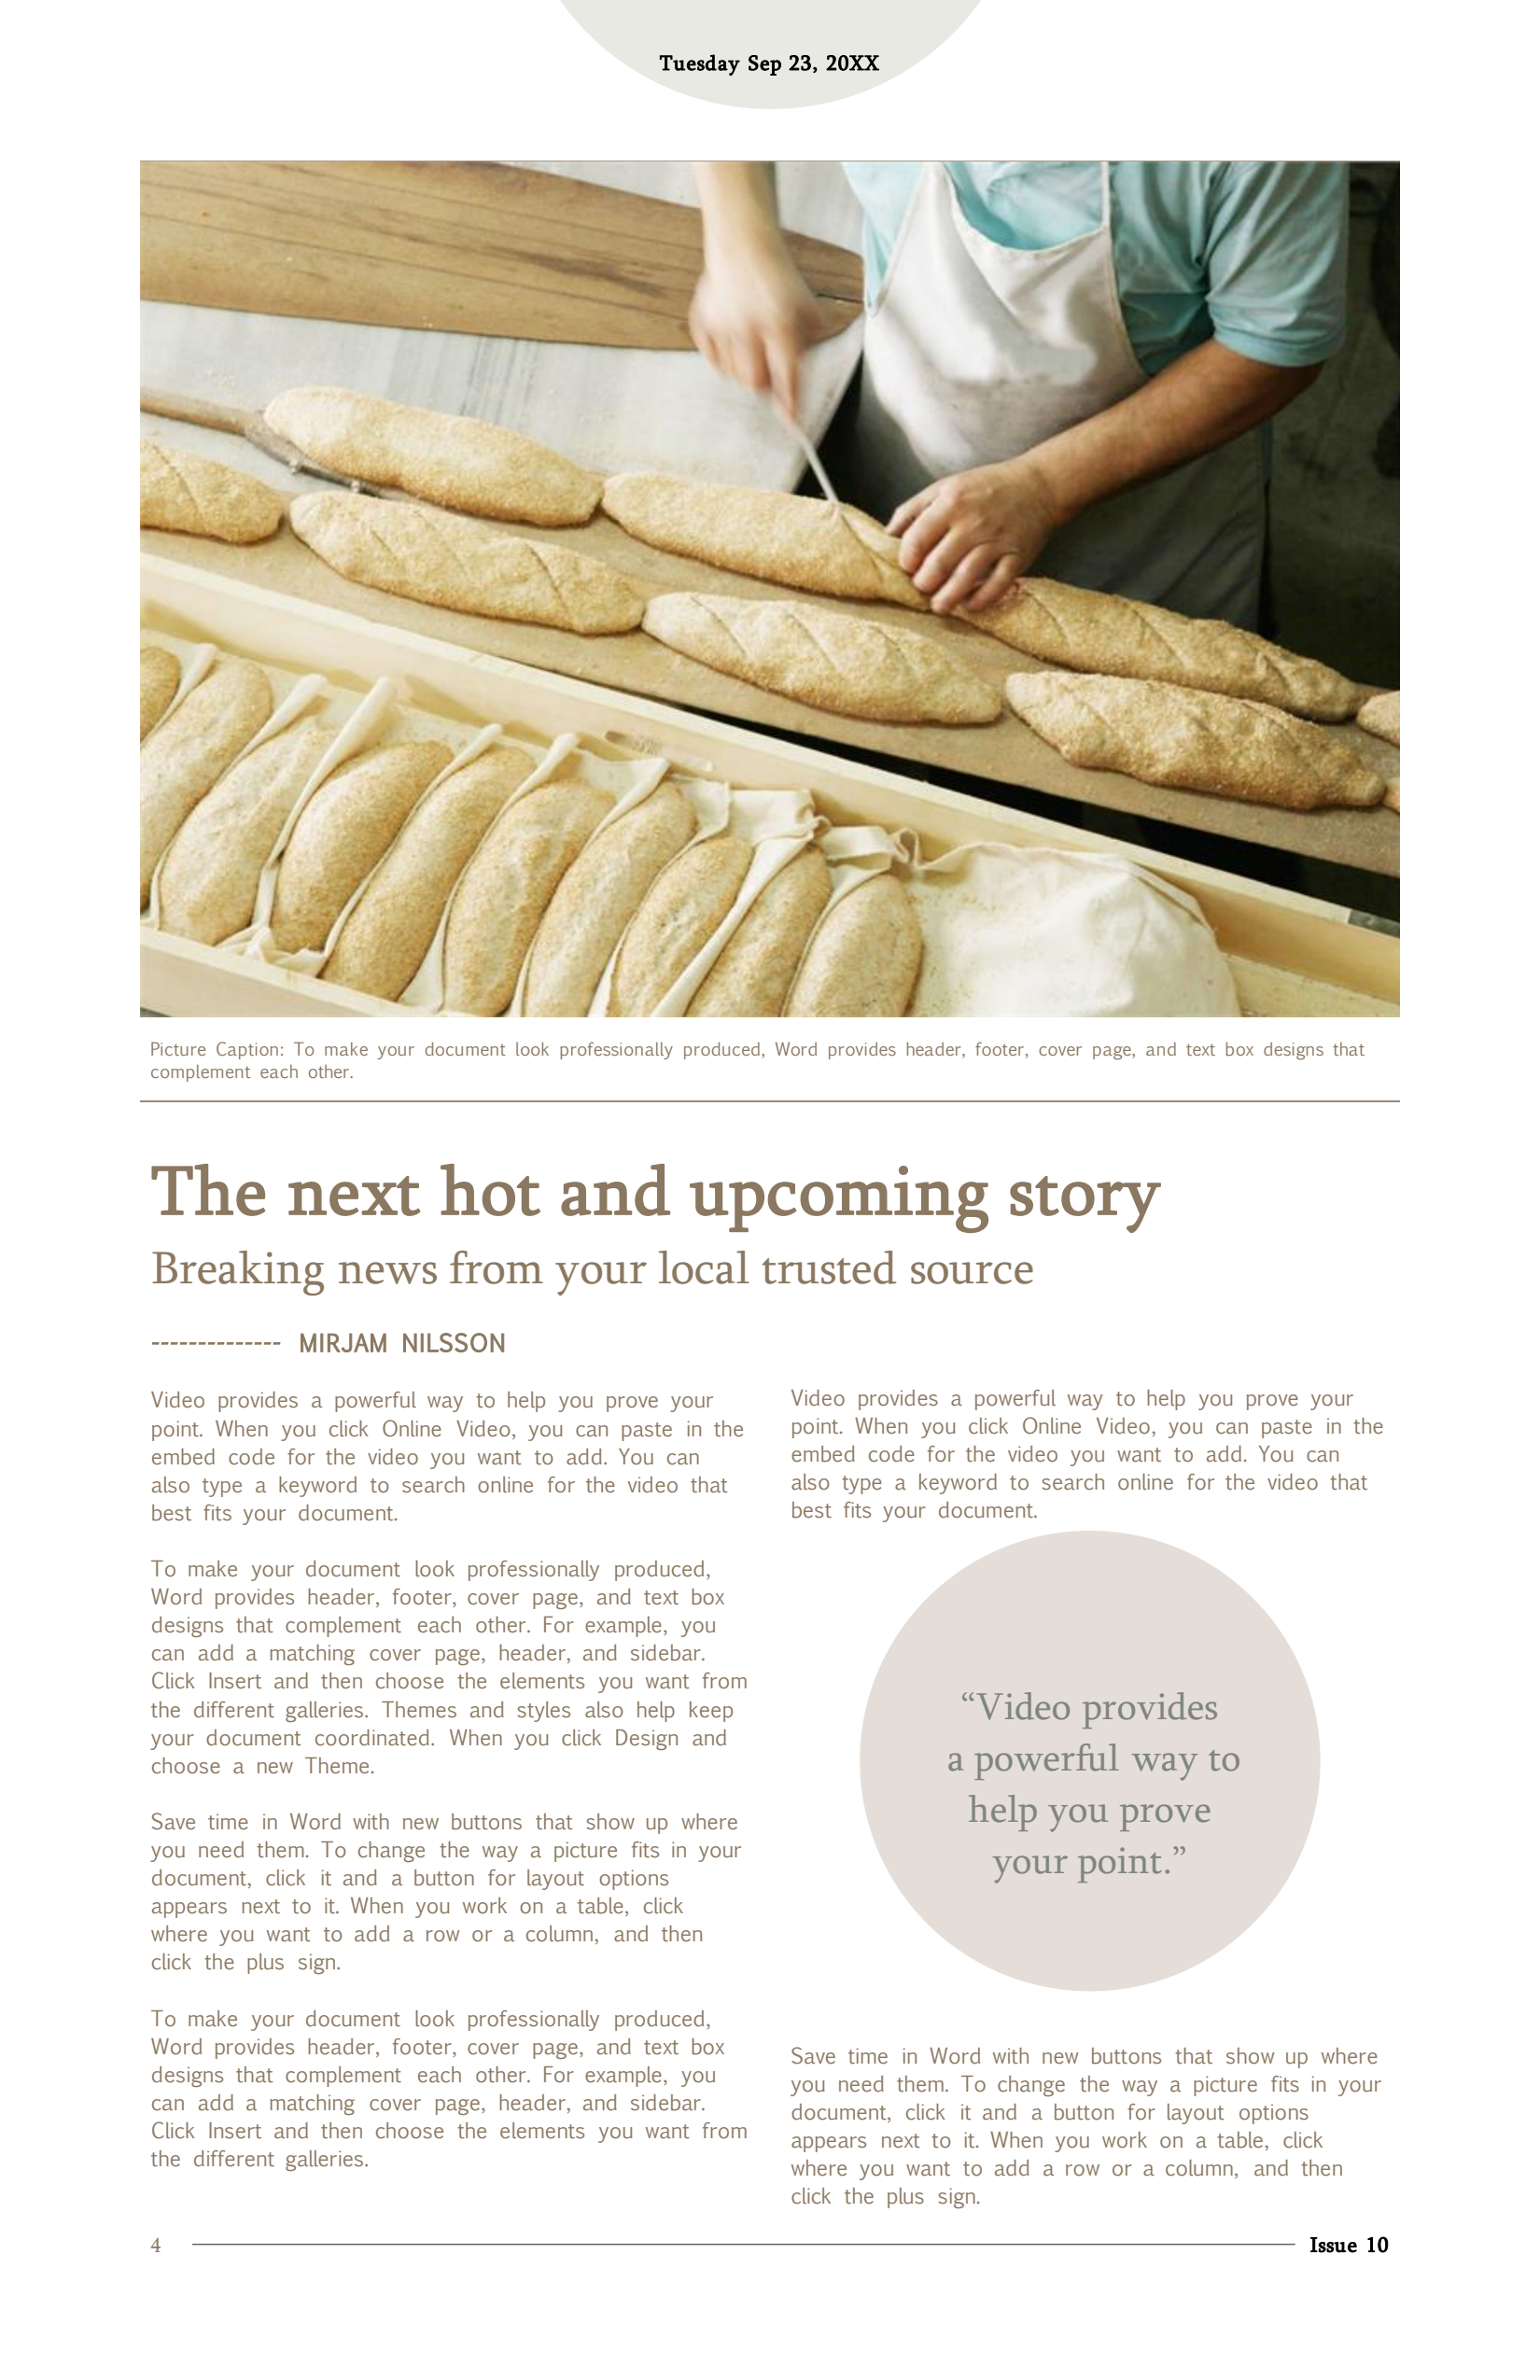 Tuesday Sep 23, 20XX
Picture Caption: To make your document look professionally produced, Word provides header, footer, cover page, and text box designs that
complement each other.
The next hot and upcoming story
Breaking news from your local trusted source
-------------- MIRJAM NILSSON
Video provides a powerful way to help you prove your
point. When you click Online Video, you can paste in the
embed code for the video you want to add. You can
also type a keyword to search online for the video that
best fits your document.
To make your document look professionally produced,
Word provides header, footer, cover page, and text box
designs that complement each other. For example, you
can add a matching cover page, header, and sidebar.
Click Insert and then choose the elements you want from
the different galleries. Themes and styles also help keep
your document coordinated. When you click Design and
choose a new Theme.
Save time in Word with new buttons that show up where
you need them. To change the way a picture fits in your
document, click it and a button for layout options
appears next to it. When you work on a table, click
where you want to add a row or a column, and then
click the plus sign.
To make your document look professionally produced,
Word provides header, footer, cover page, and text box
designs that complement each other. For example, you
can add a matching cover page, header, and sidebar.
Click Insert and then choose the elements you want from
the different galleries.
Video provides a powerful way to help you prove your
point. When you click Online Video, you can paste in the
embed code for the video you want to add. You can
also type a keyword to search online for the video that
best fits your document.
“Video provides
a powerful way to
help you prove
your point.”
Save time in Word with new buttons that show up where
you need them. To change the way a picture fits in your
document, click it and a button for layout options
appears next to it. When you work on a table, click
where you want to add a row or a column, and then
click the plus sign.
4
Issue 10